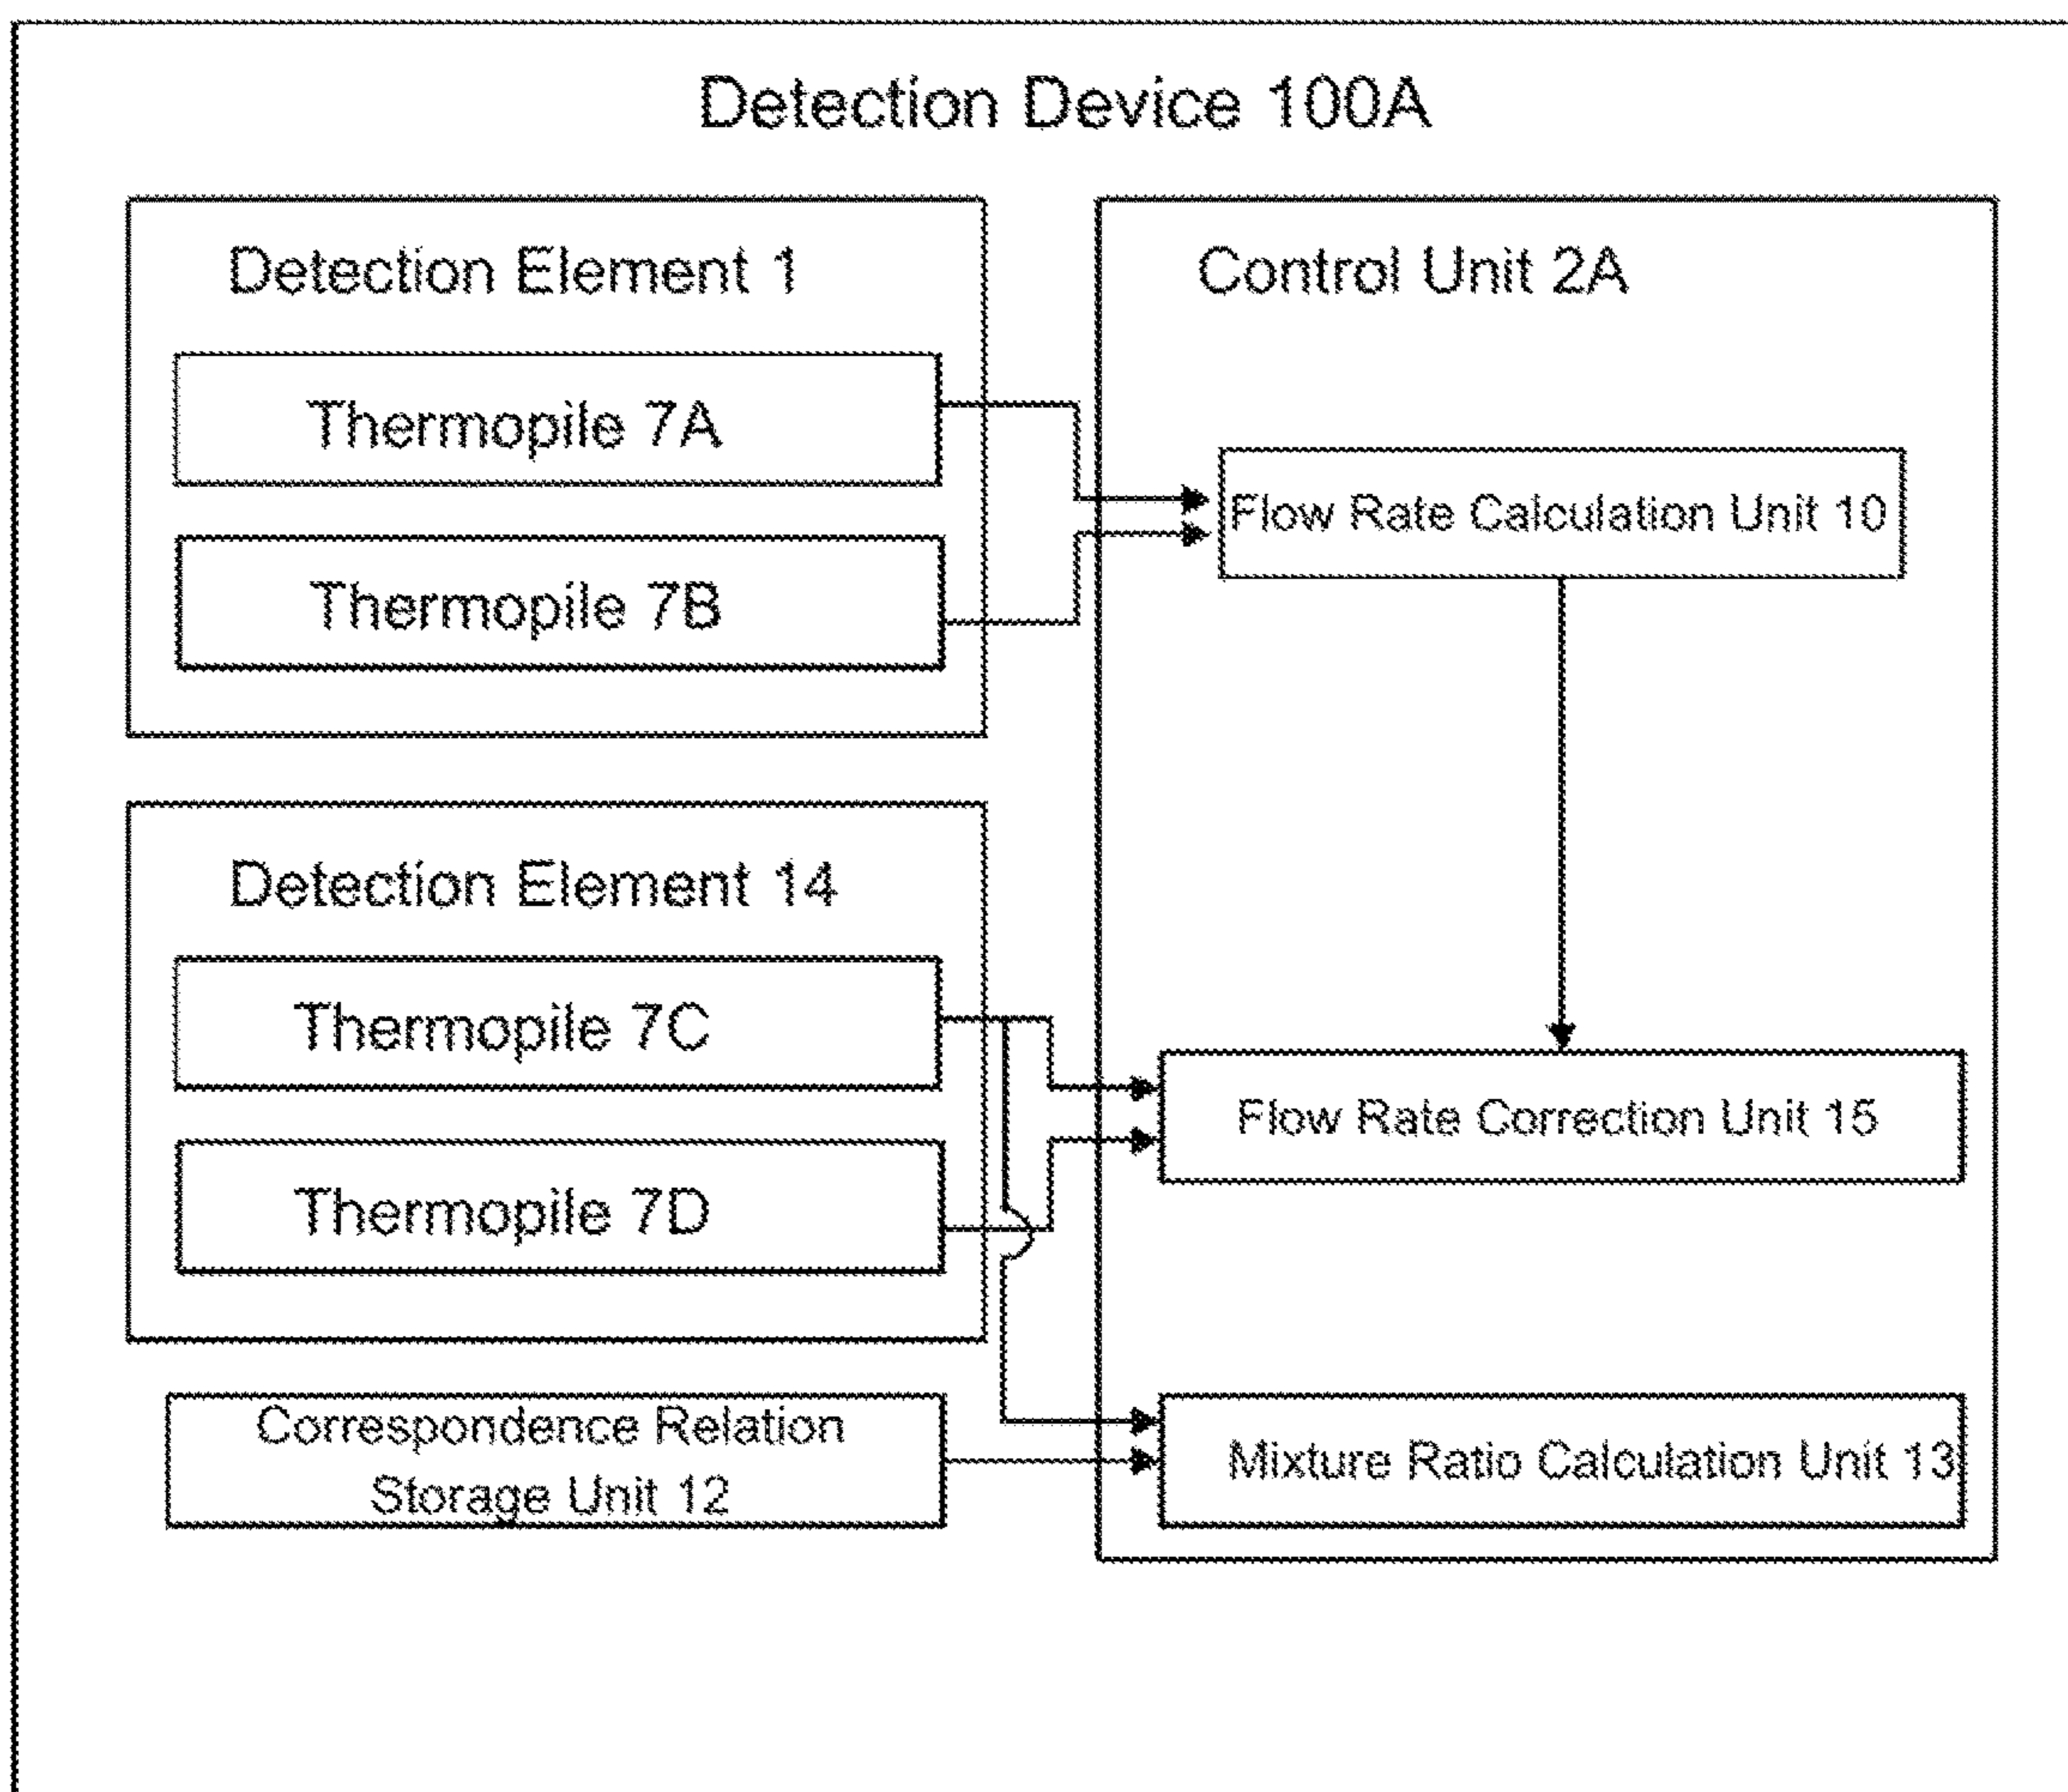 Detection Device 100A
Detection Element 1
Thermopile 7A
Thermopile 7B
Control Unit 2A
Flow Rate Calculation Unit 10
Detection Element 14
Thermopile 7C
Thermopile 7D
Flow Rate Correction Unit 15
Correspondence Relation
Storage Unit 12
Mixture Ratio Calculation Unit 13